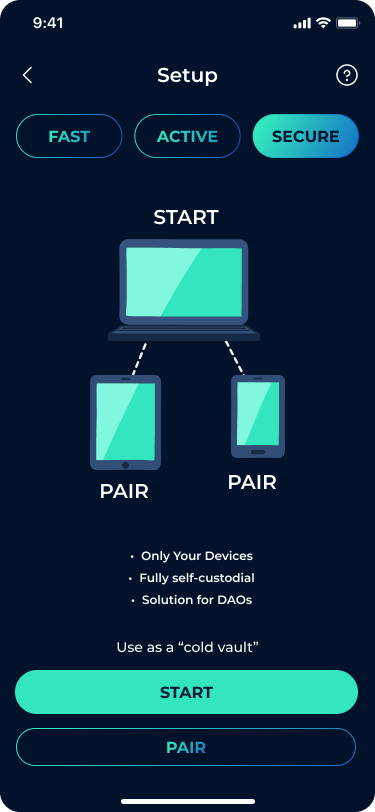 9:41
Setup
FAST
ACTIVE
SECURE
START
PAIR
PAIR
• Only Your Devices
• Fully self-custodial
• Solution for DAOs
Use as a “cold vault”
START
PAIR